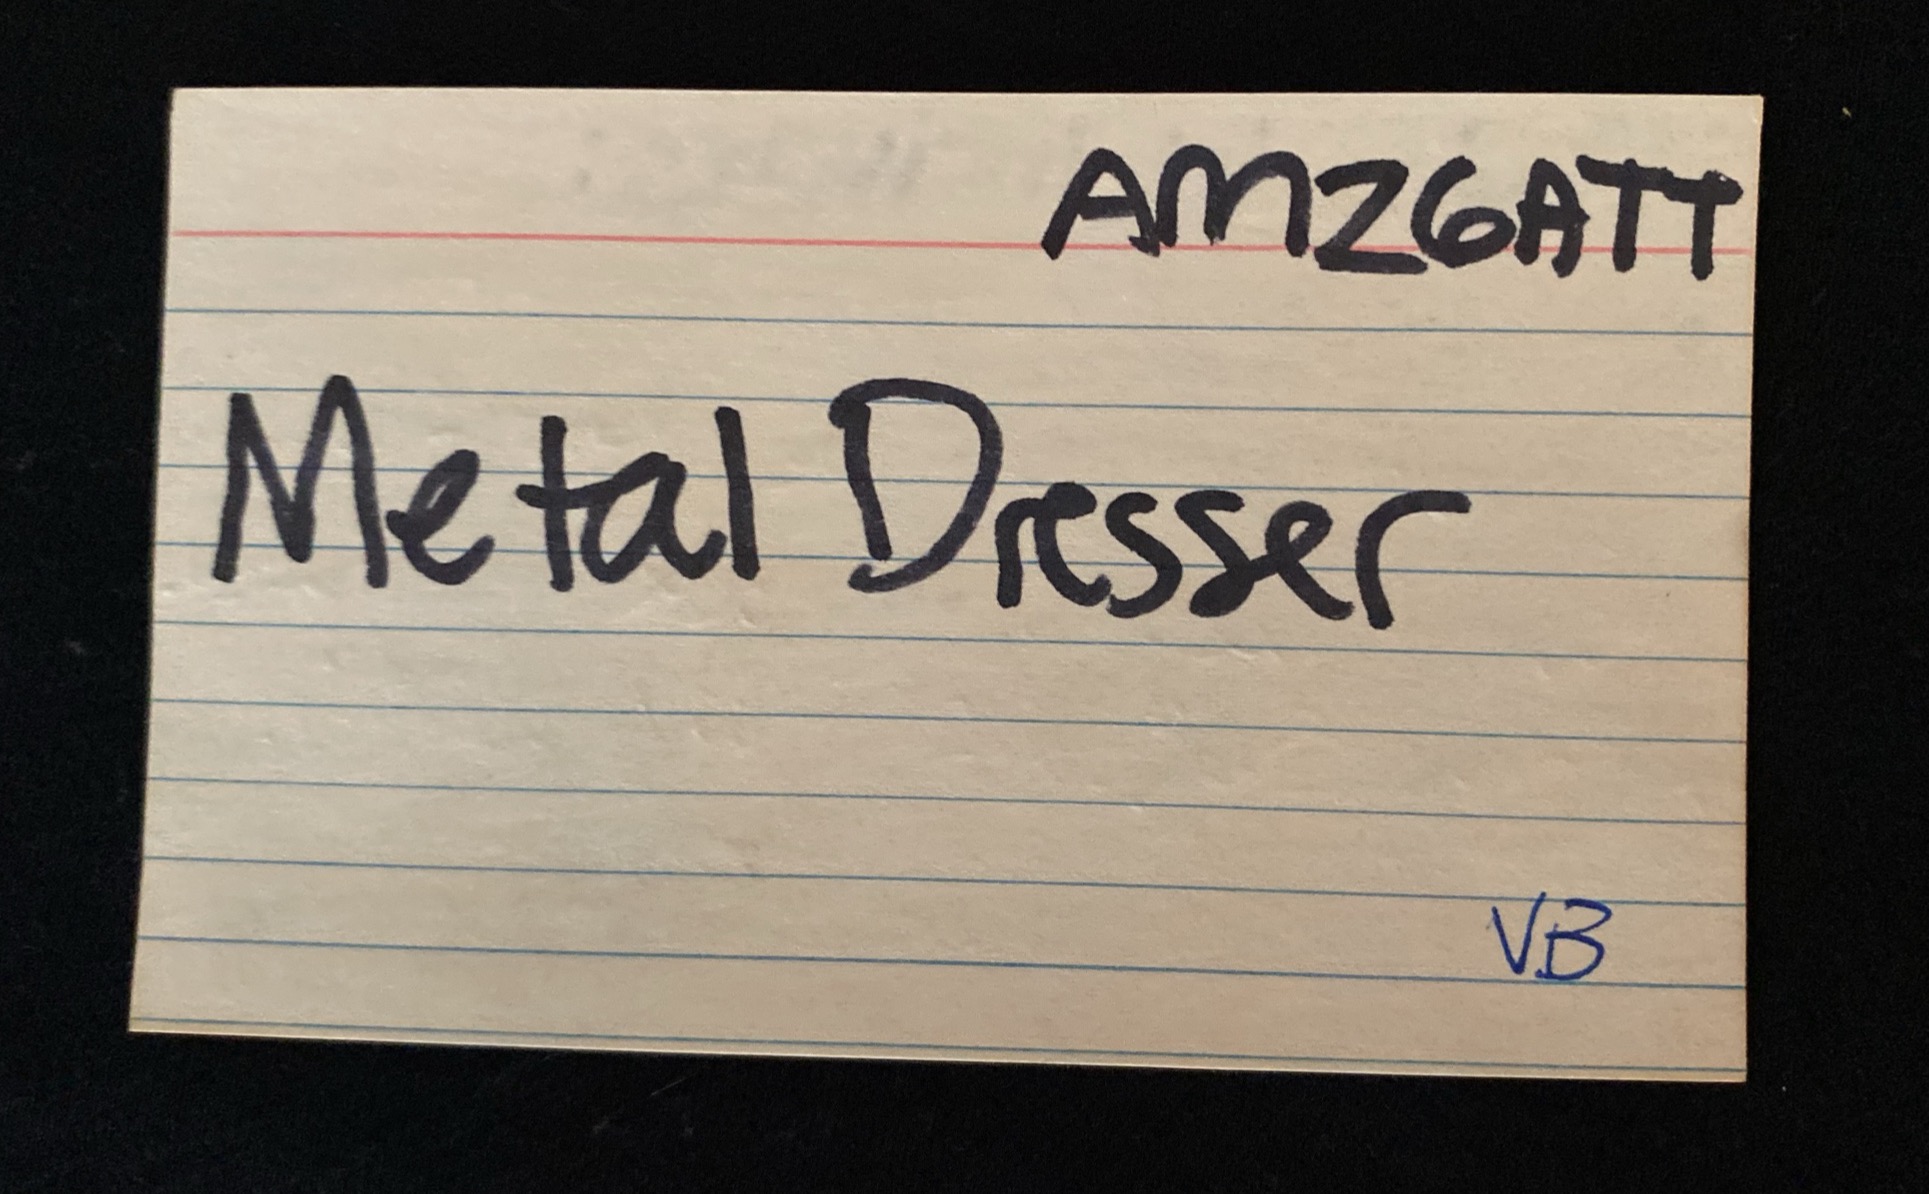 AMZGATT
Metal Dresser
VB